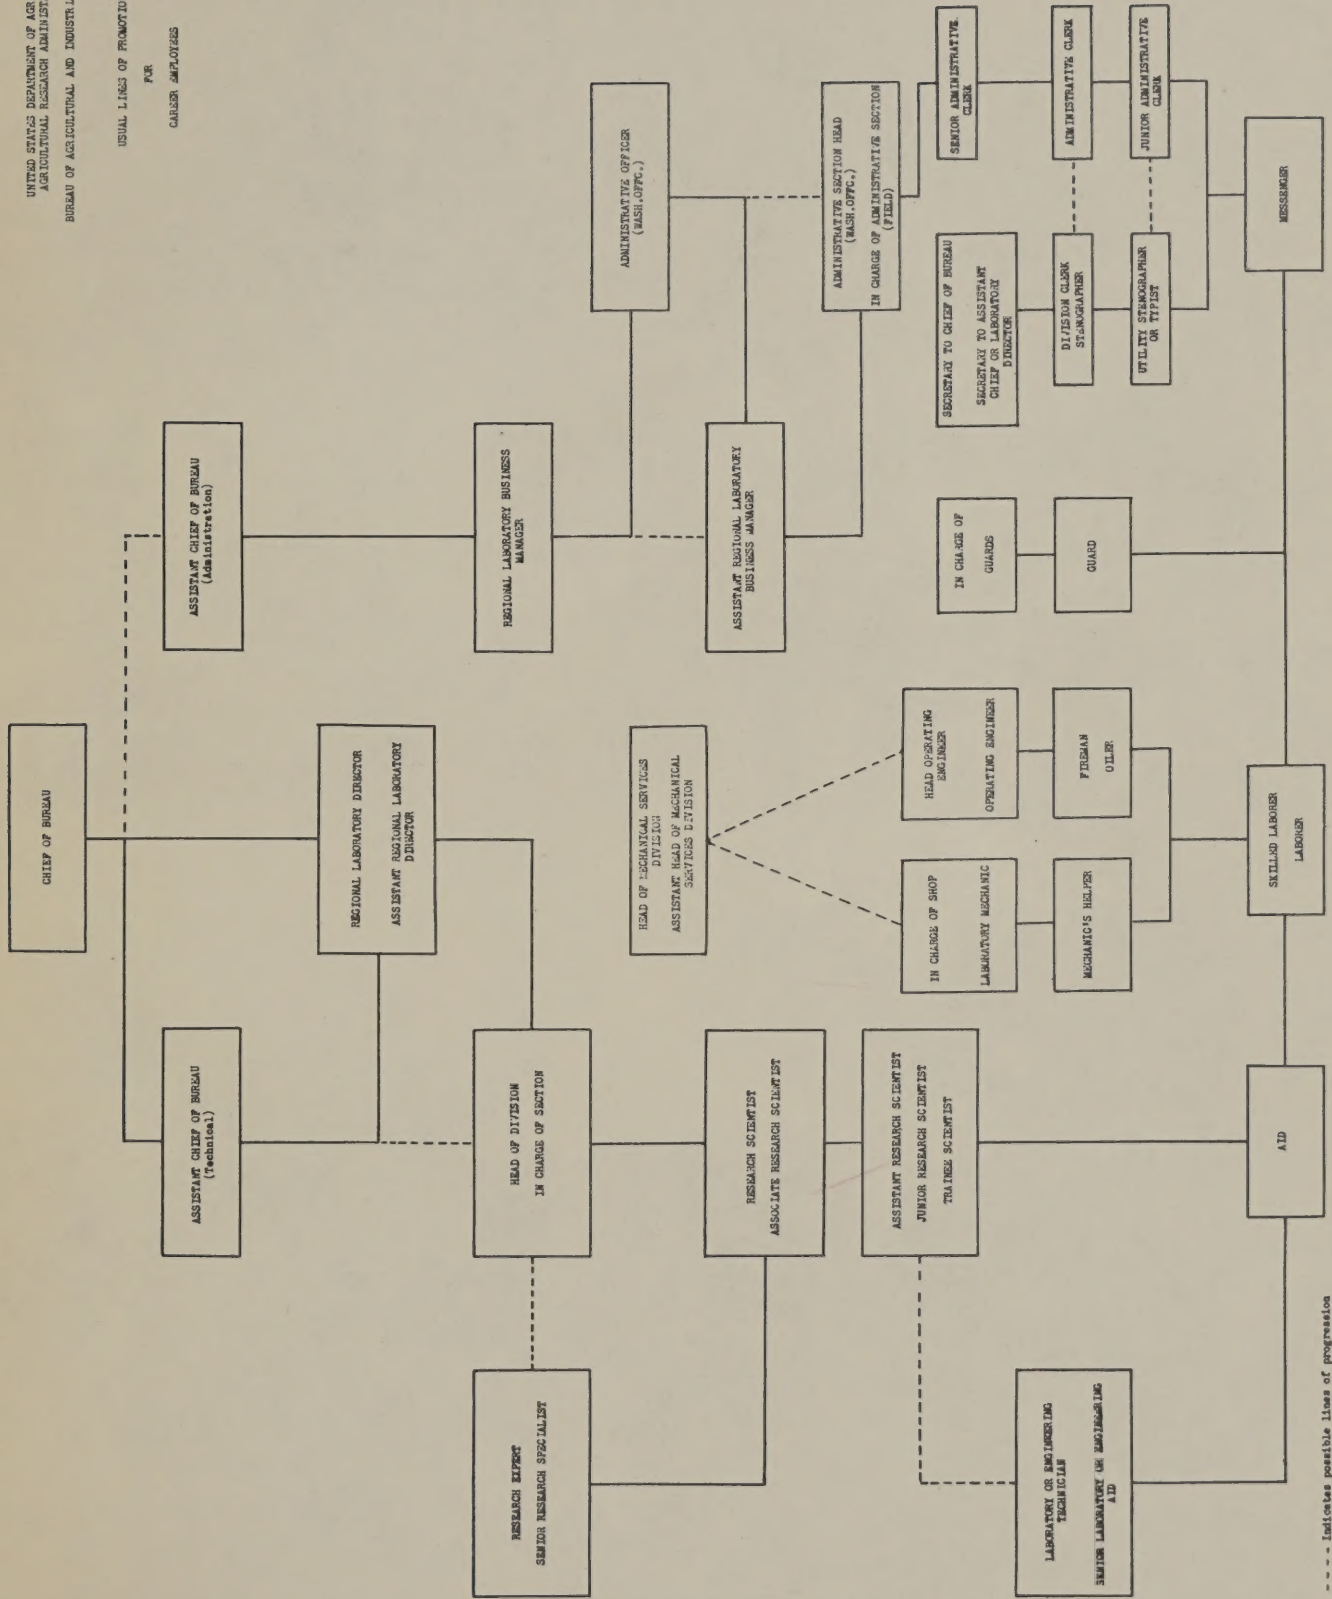 UNITED STATES DEPARTMENT OF AGR
AGRICULTURAL RESEARCH ADMINIST
BUREAU OF AGRICULTURAL AND INDUSTRI
USUAL LINES OF PROMOTIO
FOR
CAREER EMPLOYEES
CHIEF OF BUREAU
ASSISTANT CHIEF OF BUREAU
(Technical)
ASSISTANT CHIEF OF BUREAU
(Administration)
REGIONAL LABORATORY DIRECTOR
ASSISTANT REGIONAL LABORATORY
DIRECTOR
RESEARCH EXPERT
SENIOR RESEARCH SPECIALIST
HEAD OF DIVISION
IN CHARGE OF SECTION
REGIONAL LABORATORY BUSINESS
MANAGER
ADMINISTRATIVE OFFICER
(WASH.OFFC.)
HEAD OF MECHANICAL SERVICES
DIVISION
ASSISTANT HEAD OF MECHANICAL
SERVICES DIVISION
RESEARCH SCIENTIST
ASSOCIATE RESEARCH SCIENTIST
ASSISTANT REGIONAL LABORATORY
BUSINESS MANAGER
ADMINISTRATIVE SECTION HEAD
(WASH.OFFC.)
IN CHARGE OF ADMINISTRATIVE SECTION
(FIELD)
ASSISTANT RESEARCH SCIENTIST
JUNIOR RESEARCH SCIENTIST
TRAINEE SCIENTIST
IN CHARGE OF SHOP
LABORATORY MECHANIC
HEAD OPERATING
ENGINEER
OPERATING ENGINEER
IN CHARGE OF
GUARDS
SECRETARY TO CHIEF OF BUREAU
SECRETARY TO ASSISTANT
CHIEF OR LABORATORY
DIRECTOR
SENIOR ADMINISTRATIVE
CLERK
LABORATORY OR ENGINEERING
TECHNICIAN
SENIOR LABORATORY OR ENGINEERING
AID
MECHANIC'S HELPER
FIREMAN
OILER
GUARD
DIVISION CLERK
STENOGRAPHER
ADMINISTRATIVE CLERK
UTILITY STENOGRAPHER
OR TYPIST
JUNIOR ADMINISTRATIVE
CLERK
AID
SKILLED LABORER
LABORER
MESSENGER
- - - - Indicates possible lines of progression